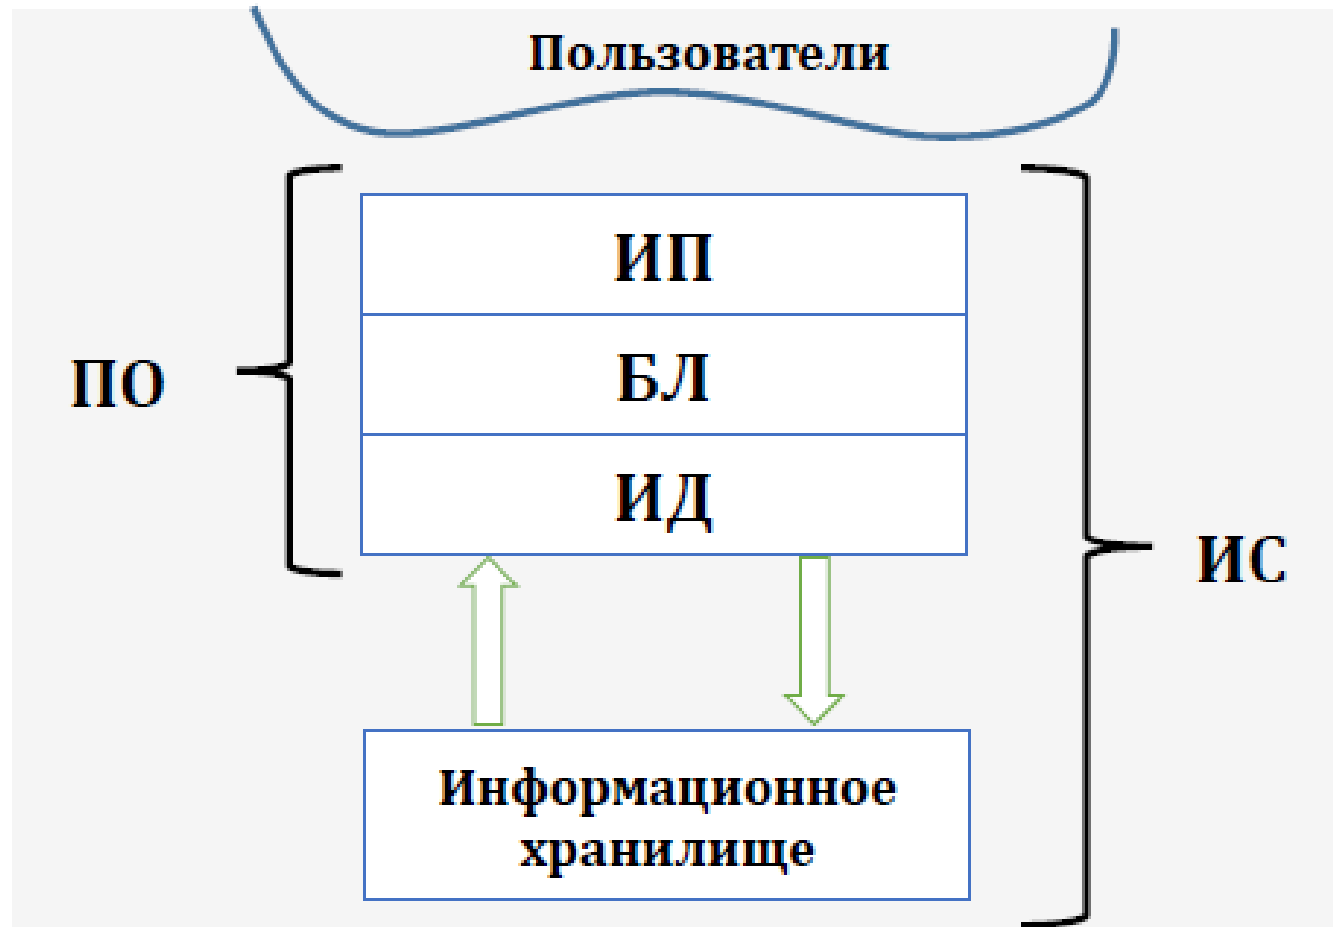 Пользователи
ИП
БЛ
ПО
ИД
ИС
Информационное
хранилище